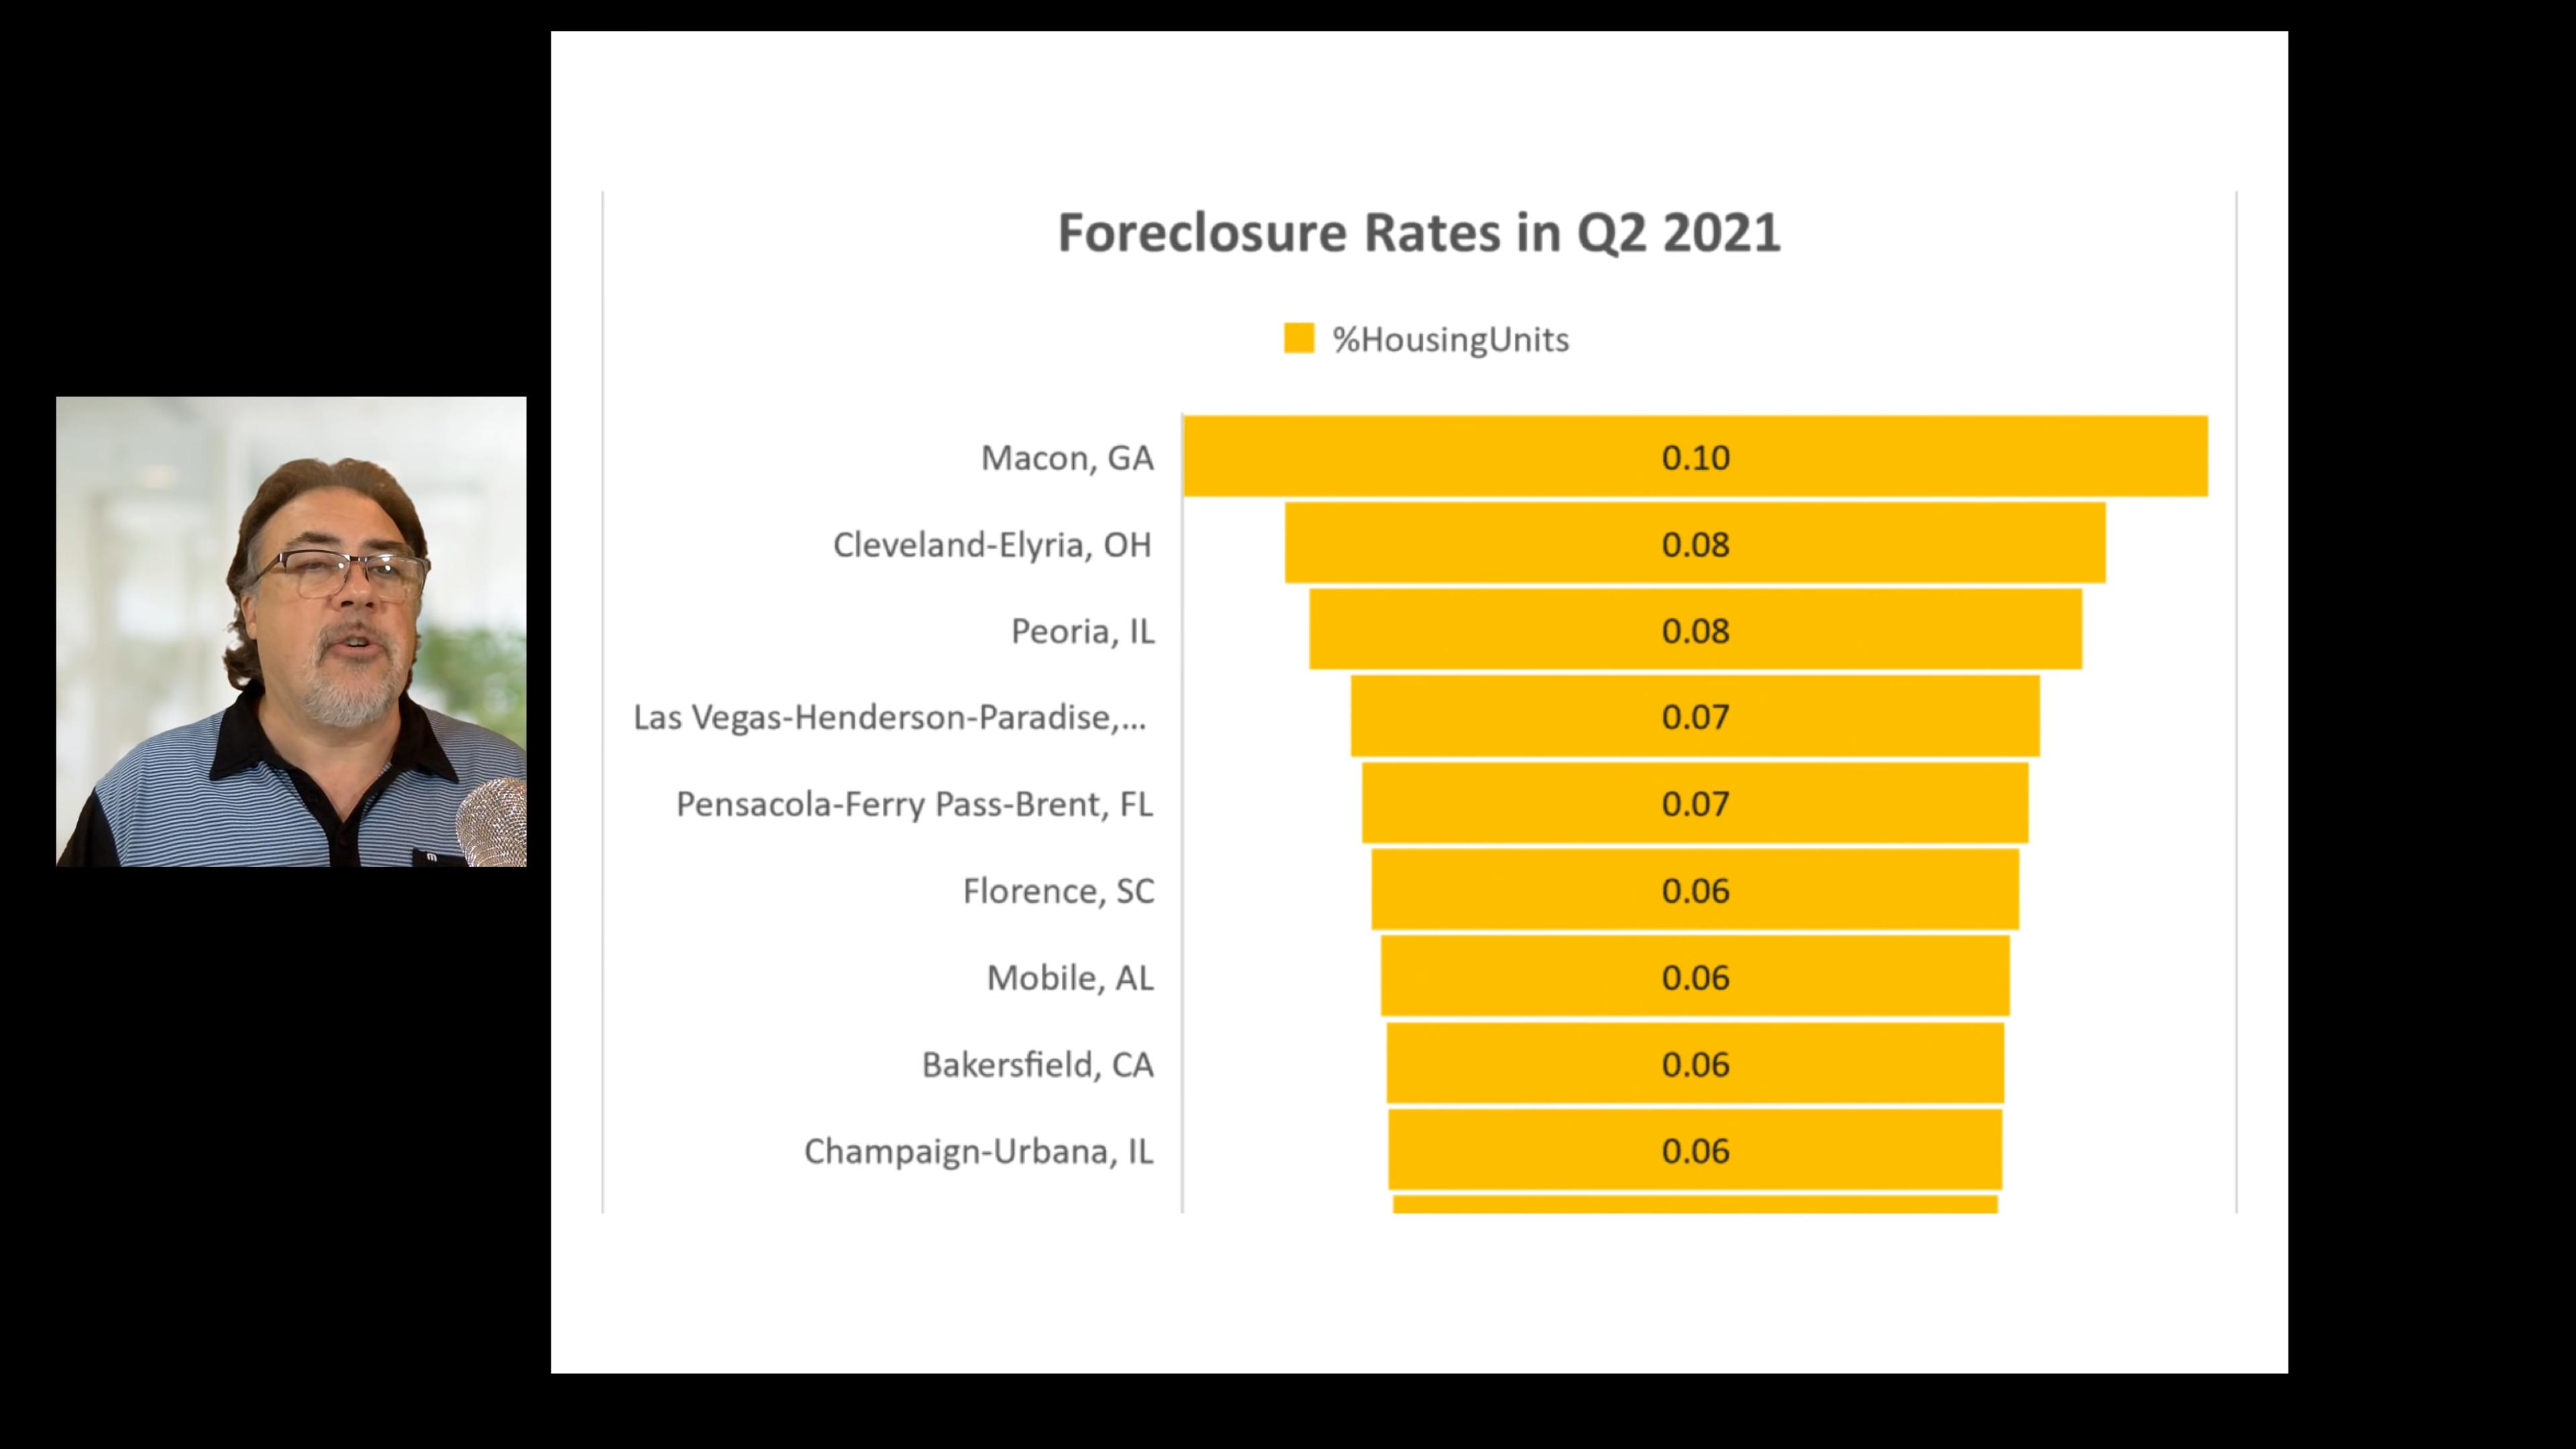 Foreclosure Rates in Q2 2021
%HousingUnits
Macon, GA 0.10
Cleveland-Elyria, OH 0.08
Peoria, IL 0.08
Las Vegas-Henderson-Paradise,... 0.07
Pensacola-Ferry Pass-Brent, FL 0.07
Florence, SC 0.06
Mobile, AL 0.06
Bakersfield, CA 0.06
Champaign-Urbana, IL 0.06